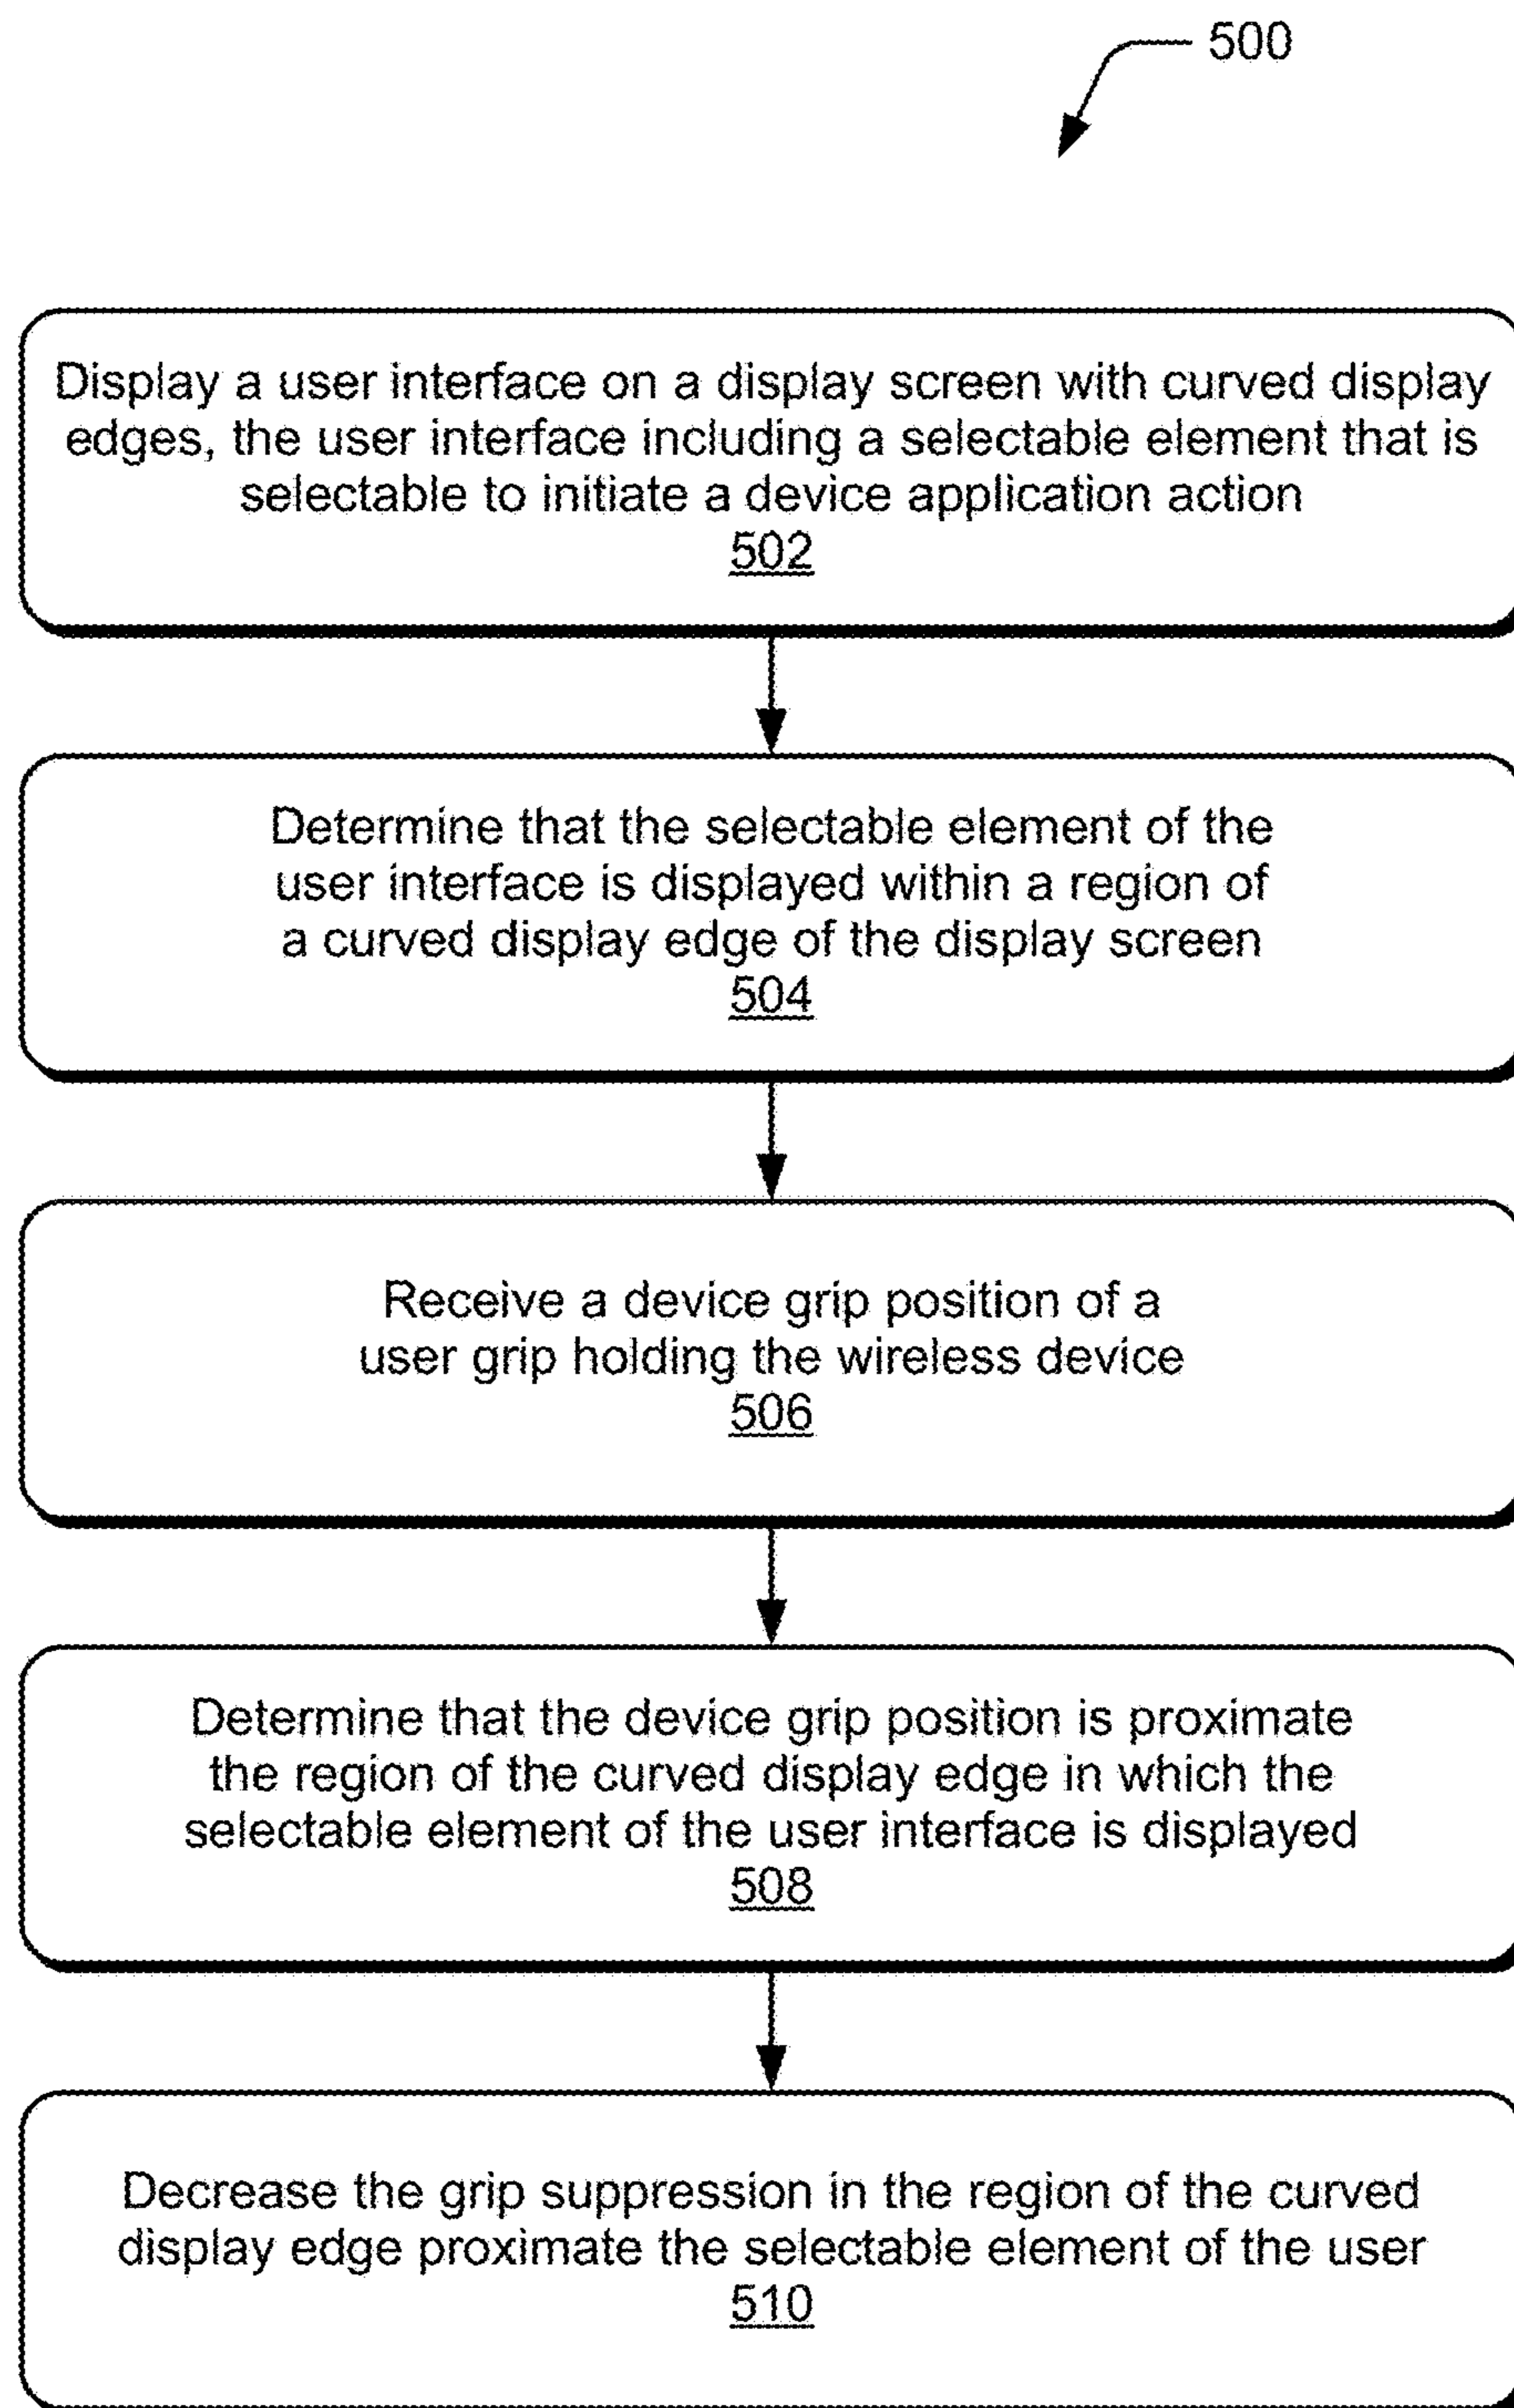 500
Display a user interface on a display screen with curved display
edges, the user interface including a selectable element that is
selectable to initiate a device application action
502
Determine that the selectable element of the
user interface is displayed within a region of
a curved display edge of the display screen
504
Receive a device grip position of a
user grip holding the wireless device
506
Determine that the device grip position is proximate
the region of the curved display edge in which the
selectable element of the user interface is displayed
508
Decrease the grip suppression in the region of the curved
display edge proximate the selectable element of the user
510